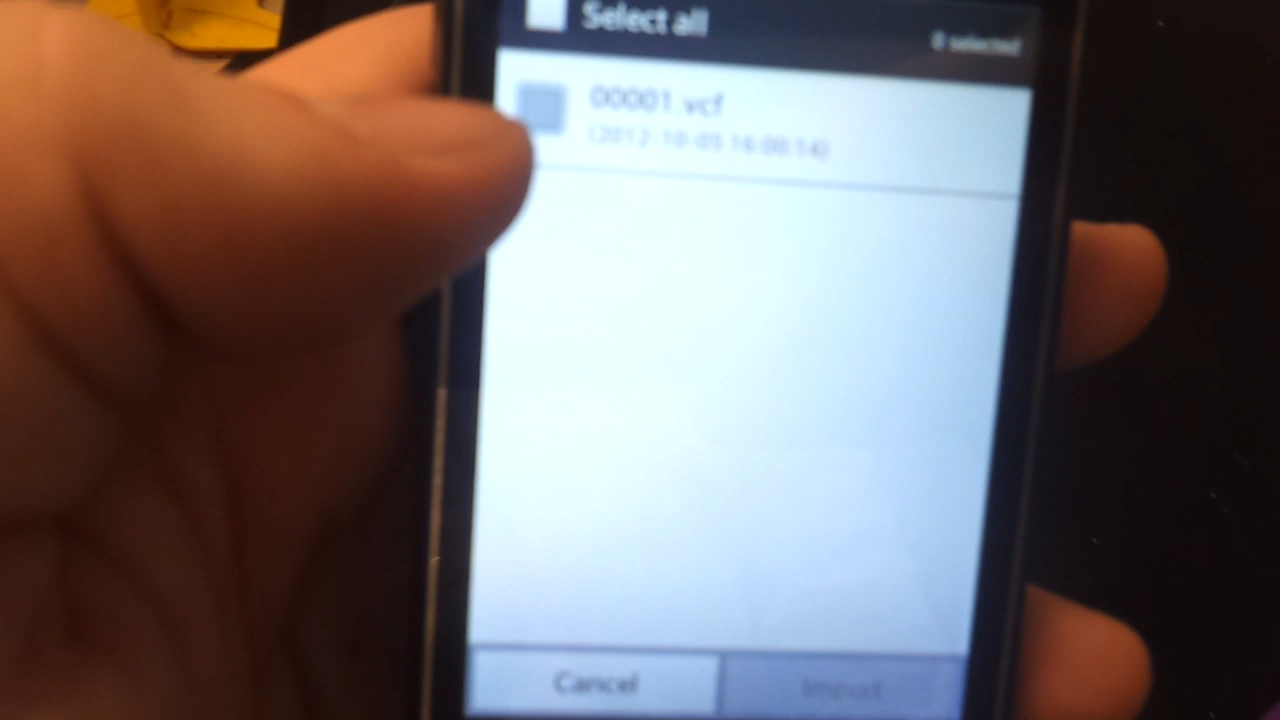 Select all
0 selected
00001.vcf
(2012-10-05 16:00:14)
Cancel
Import